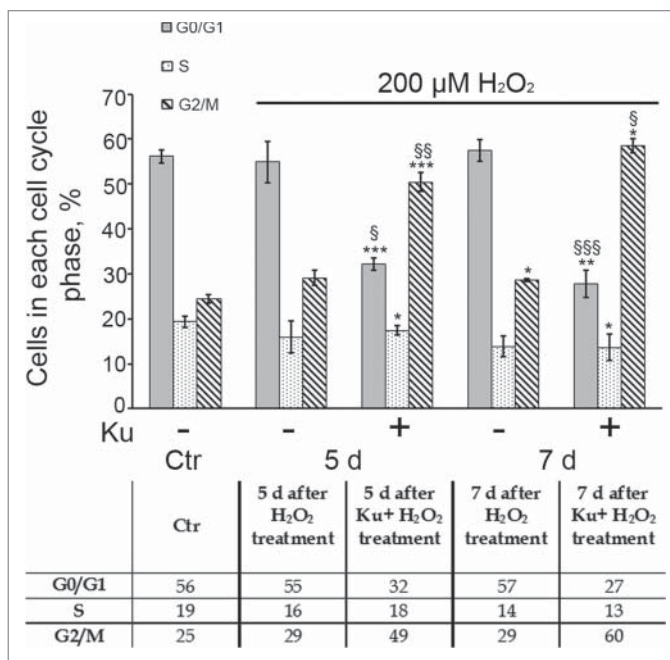 G0/G1
S
G2/M
200 µM H₂O₂
Cells in each cell cycle
phase, %
70
60
50
40
30
20
10
0
§§
***
§
***
*
*
§
*
§§§
**
*
Ku - - + - +
Ctr 5 d 7 d
Ctr
5 d after
H₂O₂
treatment
5 d after
Ku+ H₂O₂
treatment
7 d after
H₂O₂
treatment
7 d after
Ku+ H₂O₂
treatment
G0/G1 56 55 32 57 27
S 19 16 18 14 13
G2/M 25 29 49 29 60